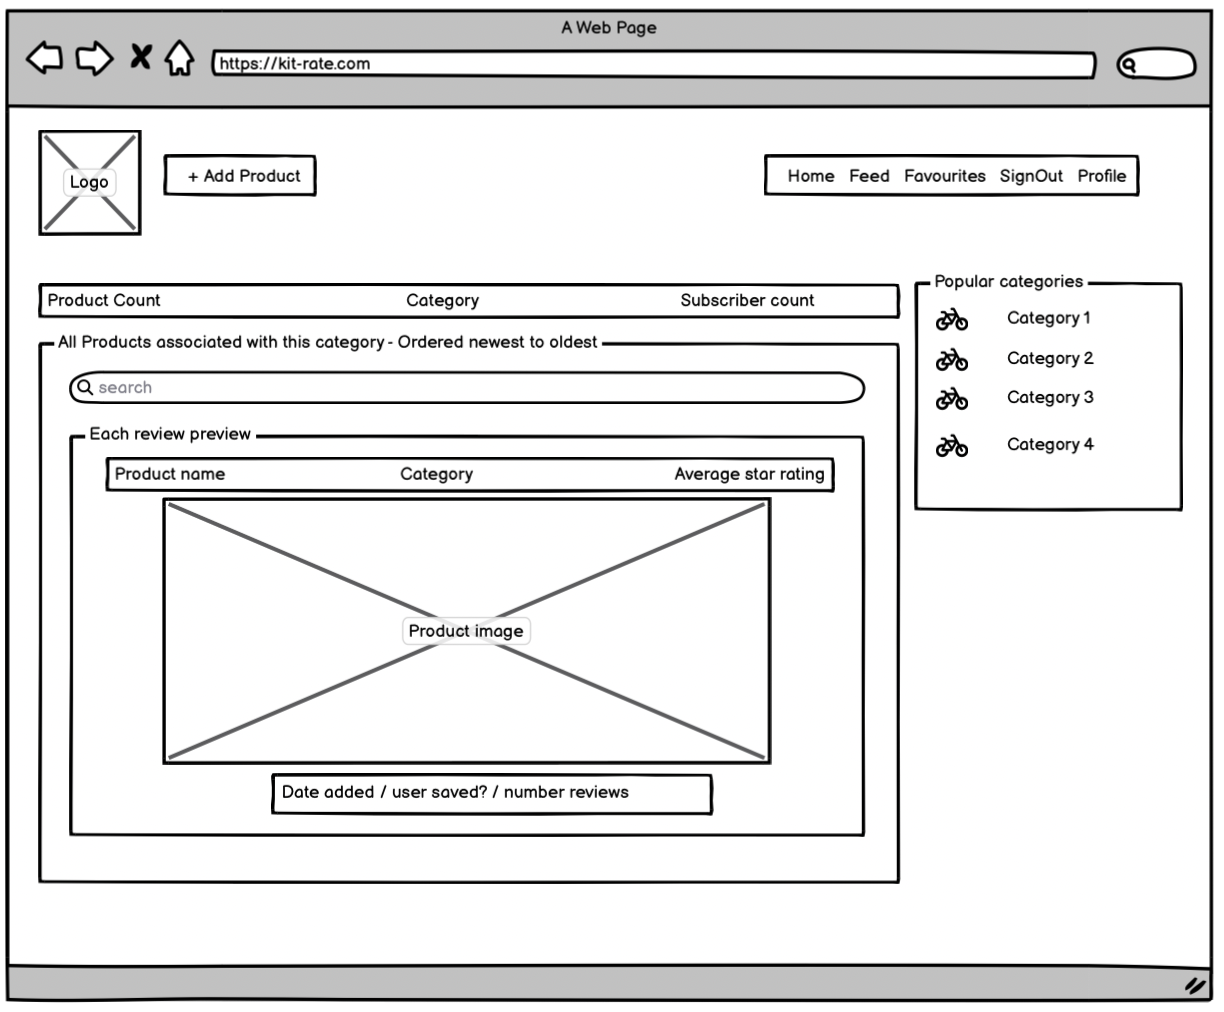 A Web Page
https://kit-rate.com
Logo
+ Add Product
Home Feed Favourites SignOut Profile
Product Count Category Subscriber count
All Products associated with this category - Ordered newest to oldest
search
Each review preview
Product name Category Average star rating
Product image
Date added / user saved? / number reviews
Popular categories
Category 1
Category 2
Category 3
Category 4